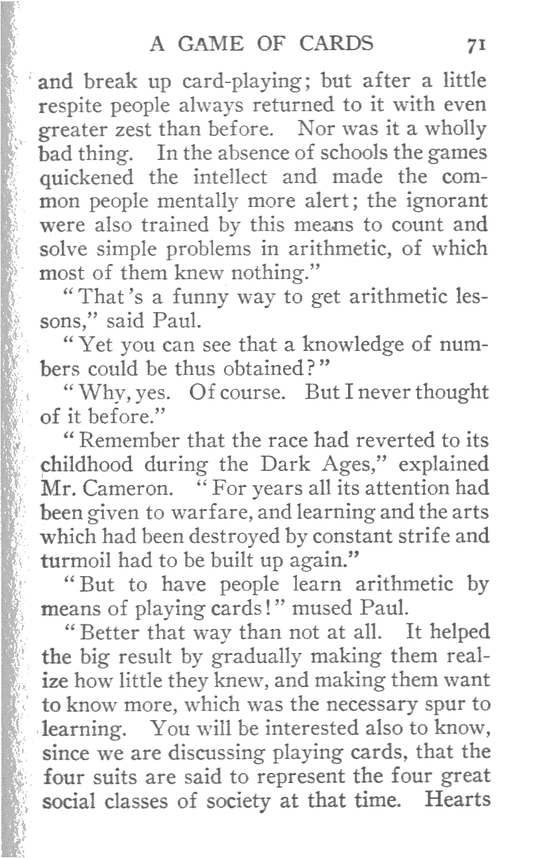 A GAME OF CARDS 71
and break up card-playing; but after a little
respite people always returned to it with even
greater zest than before. Nor was it a wholly
bad thing. In the absence of schools the games
quickened the intellect and made the com-
mon people mentally more alert; the ignorant
were also trained by this means to count and
solve simple problems in arithmetic, of which
most of them knew nothing.”
“That's a funny way to get arithmetic les-
sons,” said Paul.
“Yet you can see that a knowledge of num-
bers could be thus obtained?”
“Why, yes. Of course. But I never thought
of it before.”
“Remember that the race had reverted to its
childhood during the Dark Ages,” explained
Mr. Cameron. “For years all its attention had
been given to warfare, and learning and the arts
which had been destroyed by constant strife and
turmoil had to be built up again.”
“But to have people learn arithmetic by
means of playing cards!” mused Paul.
“Better that way than not at all. It helped
the big result by gradually making them real-
ize how little they knew, and making them want
to know more, which was the necessary spur to
learning. You will be interested also to know,
since we are discussing playing cards, that the
four suits are said to represent the four great
social classes of society at that time. Hearts